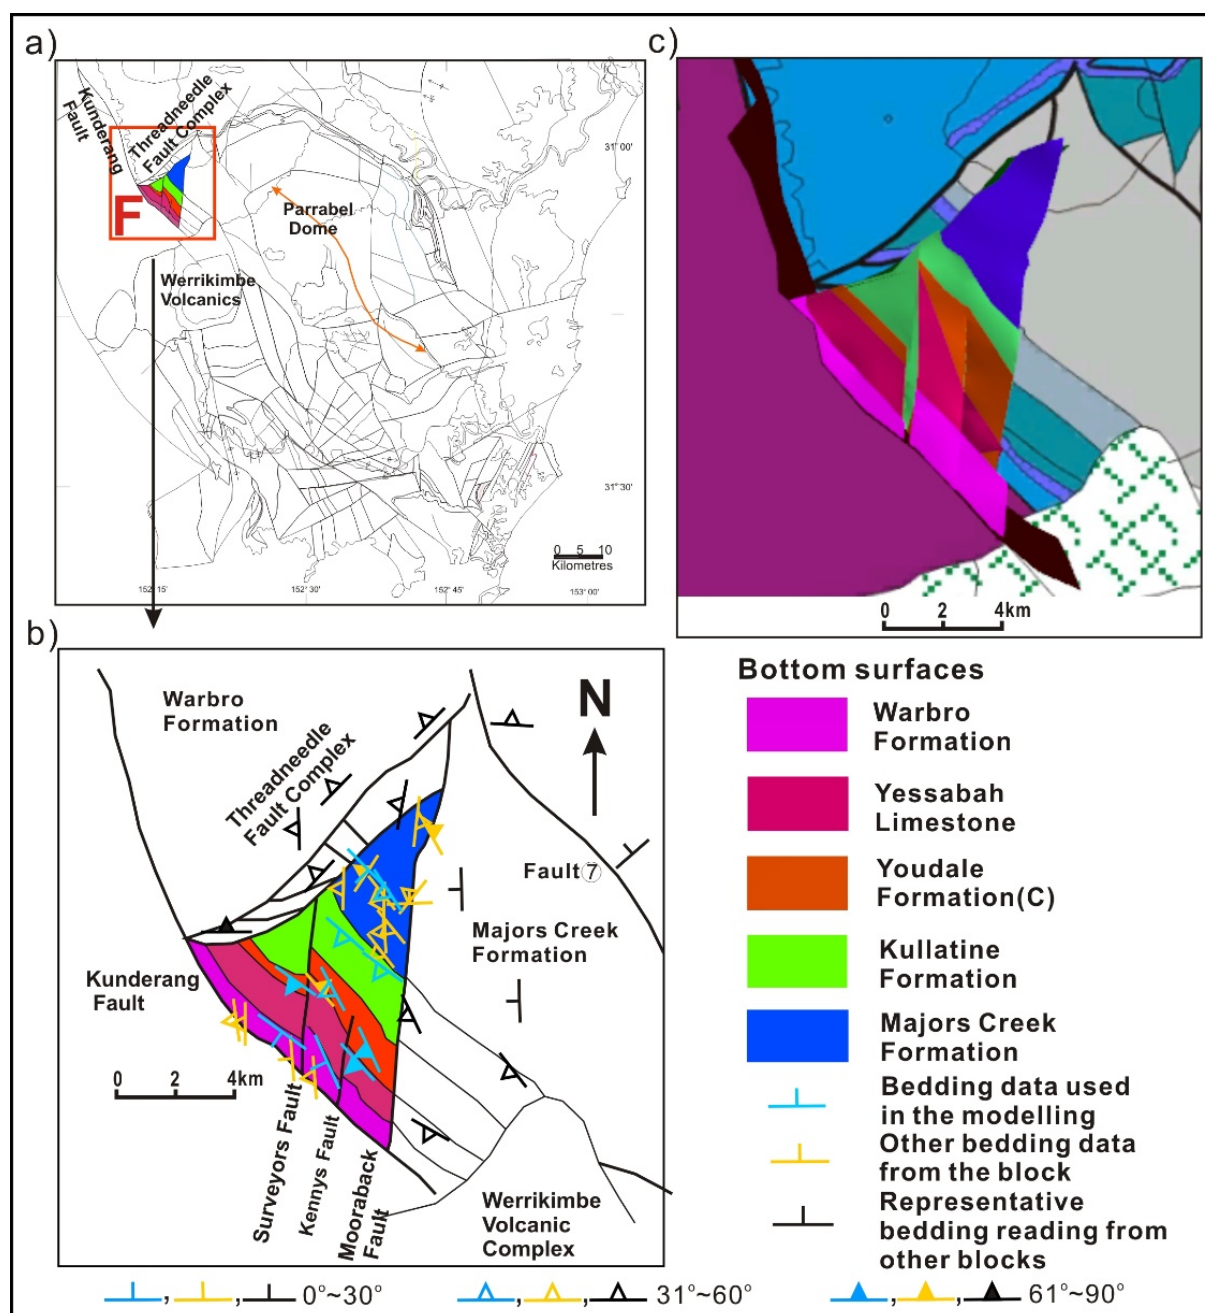 a)
Kunderang
Fault
Threadneedle
Fault Complex
F
Parrabel
Dome
Werrikimbe
Volcanics
31° 00'
31° 30'
0 5 10
Kilometres
152° 15'
152° 30'
152° 45'
153° 00'
c)
0 2 4km
b)
Warbro
Formation
Threadneedle
Fault Complex
N
Fault 7
Majors Creek
Formation
Kunderang
Fault
0 2 4km
Surveyors Fault
Kennys Fault
Mooraback
Fault
Werrikimbe
Volcanic
Complex
Bottom surfaces
Warbro
Formation
Yessabah
Limestone
Youdale
Formation(C)
Kullatine
Formation
Majors Creek
Formation
Bedding data used
in the modelling
Other bedding data
from the block
Representative
bedding reading from
other blocks
, , 0°~30°
, , 31°~60°
, , 61°~90°